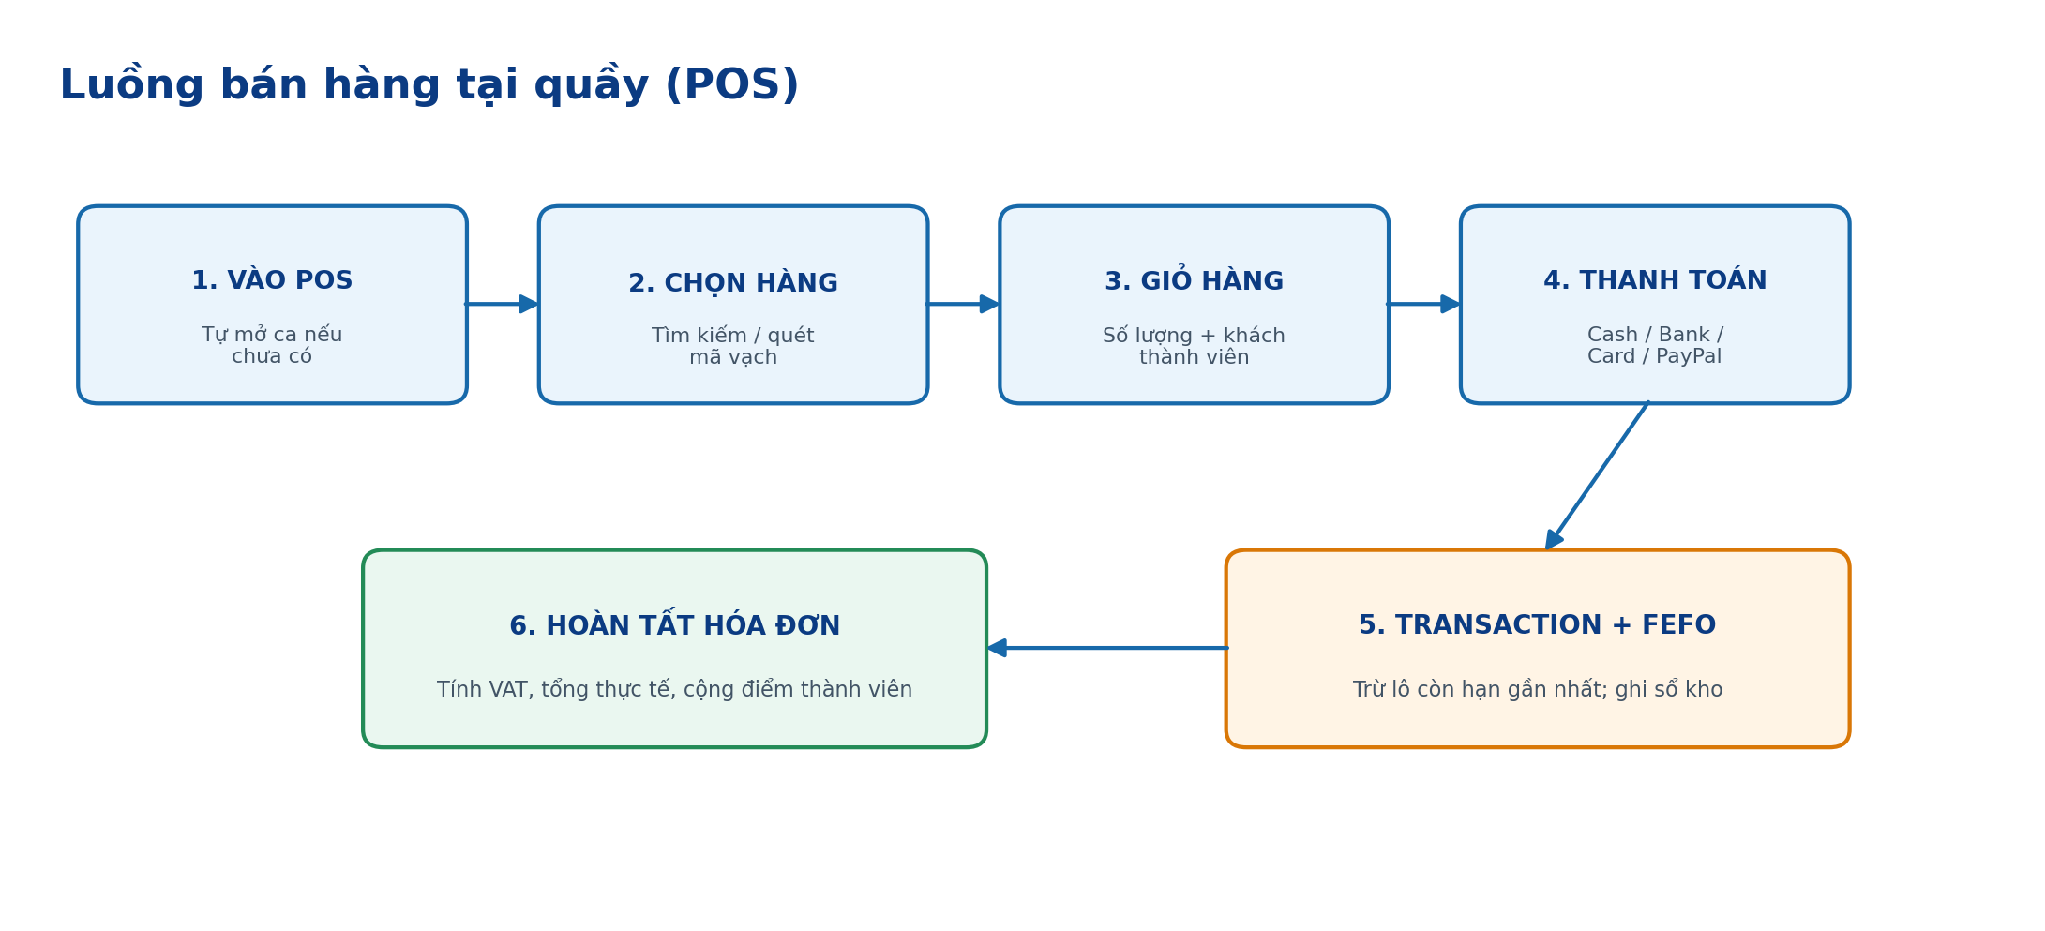 Luồng bán hàng tại quầy (POS)
1. VÀO POS
Tự mở ca nếu
chưa có
2. CHỌN HÀNG
Tìm kiếm / quét
mã vạch
3. GIỎ HÀNG
Số lượng + khách
thành viên
4. THANH TOÁN
Cash / Bank /
Card / PayPal
5. TRANSACTION + FEFO
Trừ lô còn hạn gần nhất; ghi sổ kho
6. HOÀN TẤT HÓA ĐƠN
Tính VAT, tổng thực tế, cộng điểm thành viên